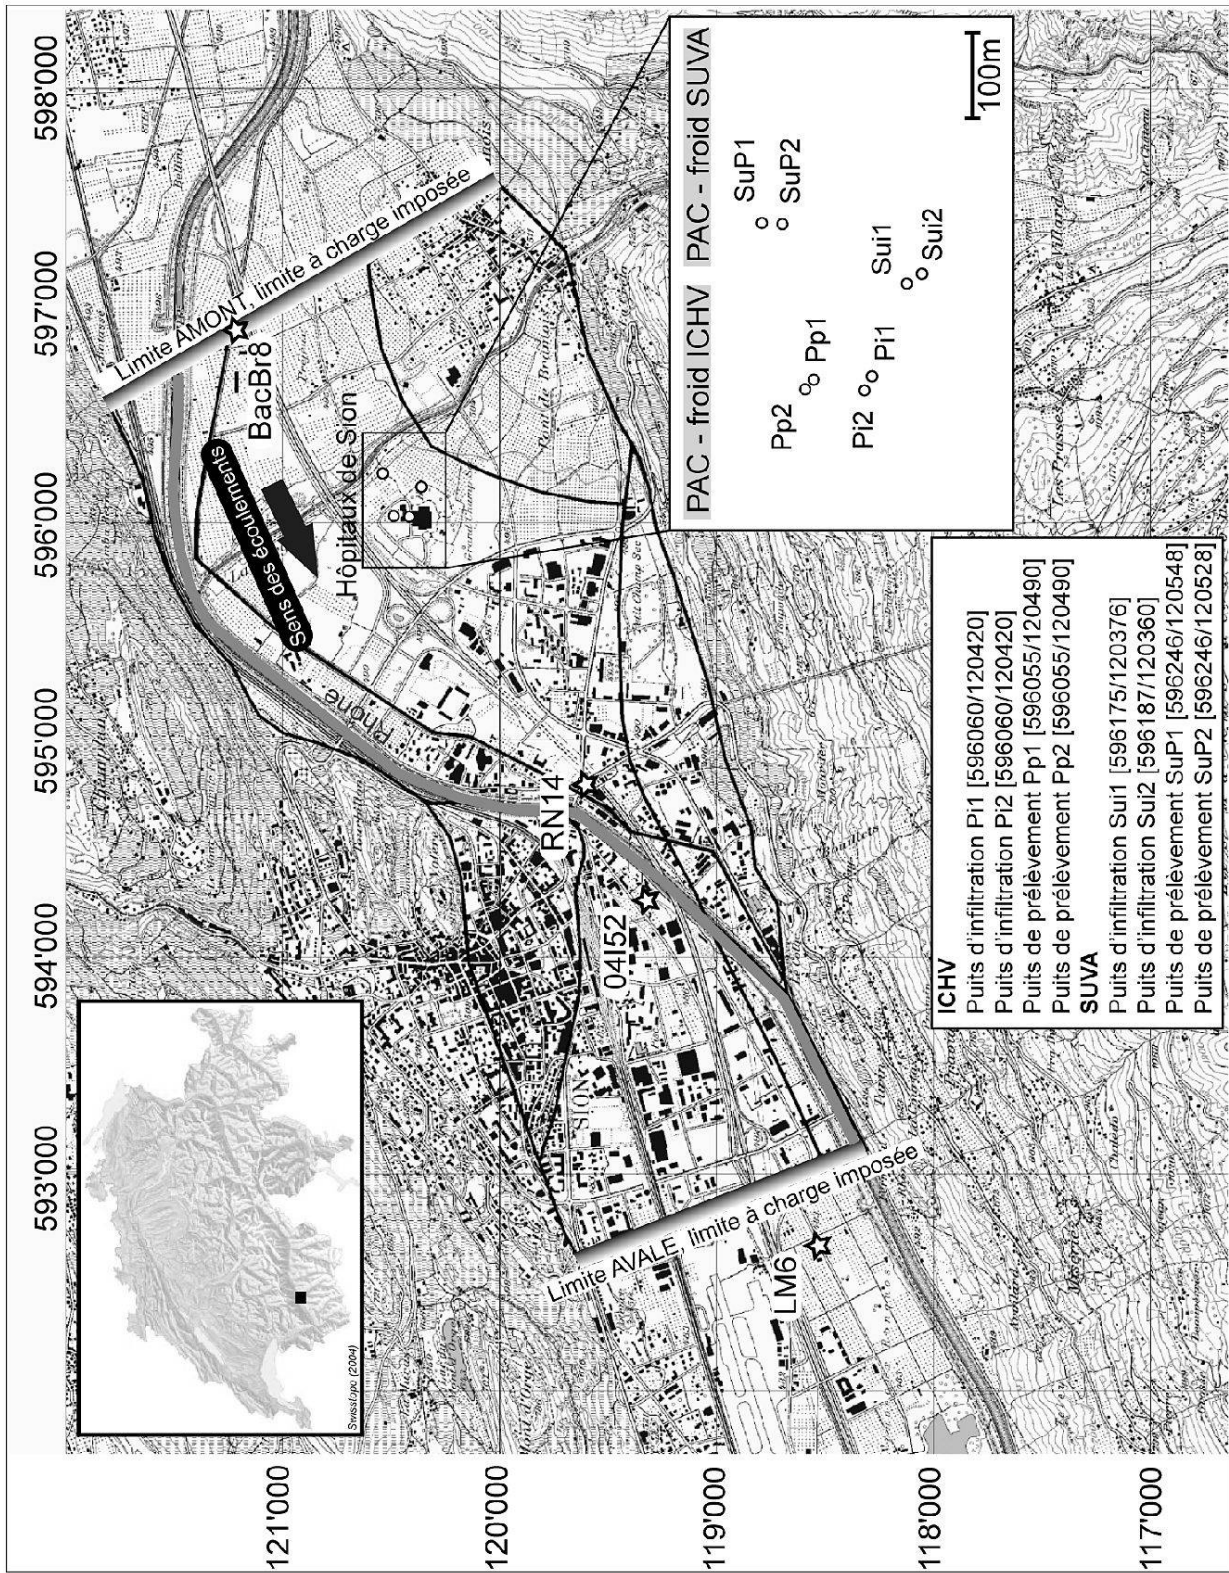 598'000
597'000
596'000
595'000
594'000
593'000
121'000
120'000
119'000
118'000
117'000
Swisstopo (2004)
Limite AMONT, limite à charge imposée
BacBr8
Sens des écoulements
Hôpitaux de Sion
Rhône
RN14
04I52
SION
Limite AVALE, limite à charge imposée
LM6
PAC - froid ICHV
PAC - froid SUVA
SuP1
SuP2
Pp2
Pp1
Sui1
Sui2
Pi2
Pi1
100m
ICHV
Puits d'infiltration Pi1 [596060/120420]
Puits d'infiltration Pi2 [596060/120420]
Puits de prélèvement Pp1 [596055/120490]
Puits de prélèvement Pp2 [596055/120490]
SUVA
Puits d'infiltration Sui1 [596175/120376]
Puits d'infiltration Sui2 [596187/120360]
Puits de prélèvement SuP1 [596246/120548]
Puits de prélèvement SuP2 [596246/120528]